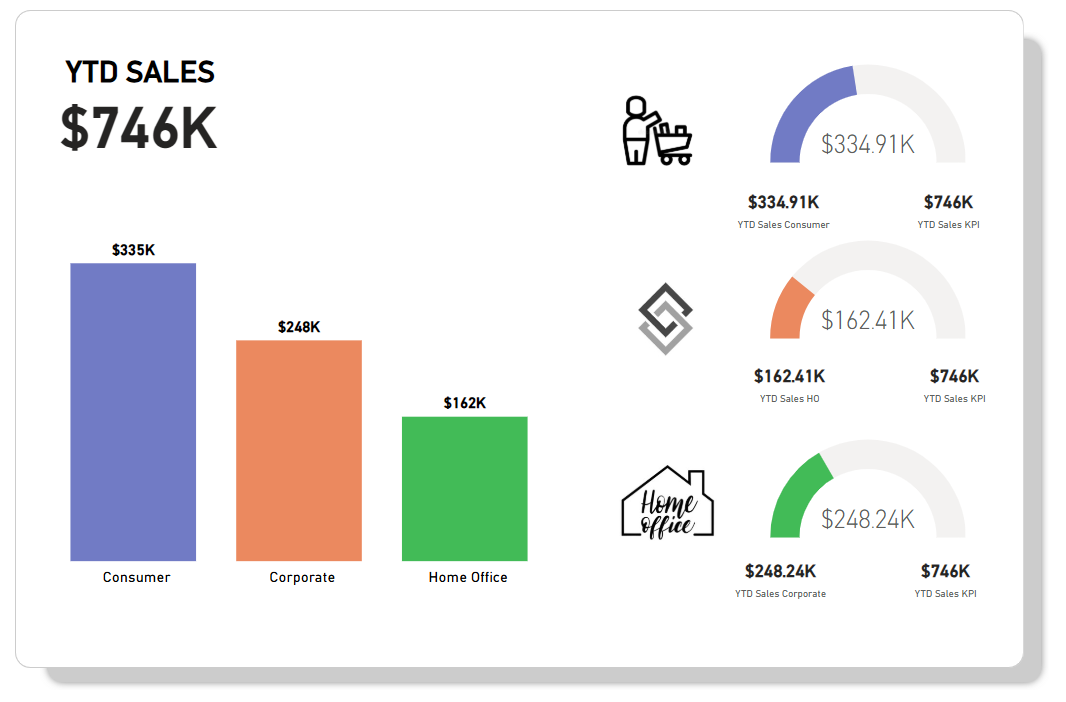 YTD SALES
$746K
$335K
$248K
$162K
Consumer
Corporate
Home Office
$334.91K
$334.91K
$746K
YTD Sales Consumer
YTD Sales KPI
$162.41K
$162.41K
$746K
YTD Sales HO
YTD Sales KPI
Home
office
$248.24K
$248.24K
$746K
YTD Sales Corporate
YTD Sales KPI